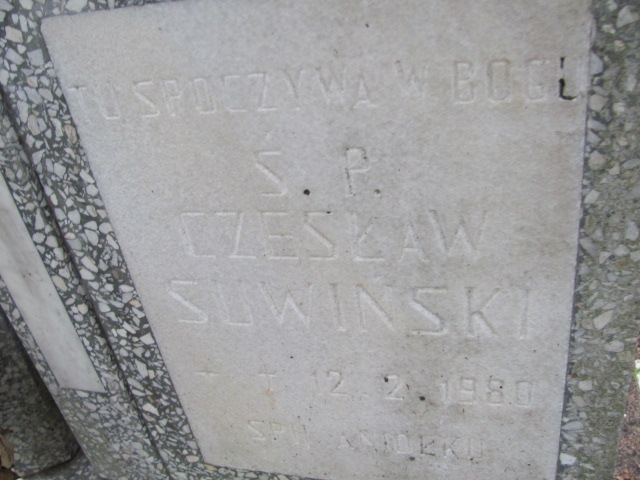 TU SPOCZYWA W BOGU
Ś. P.
CZESŁAW
SUWINSKI
† † 12.2.1980